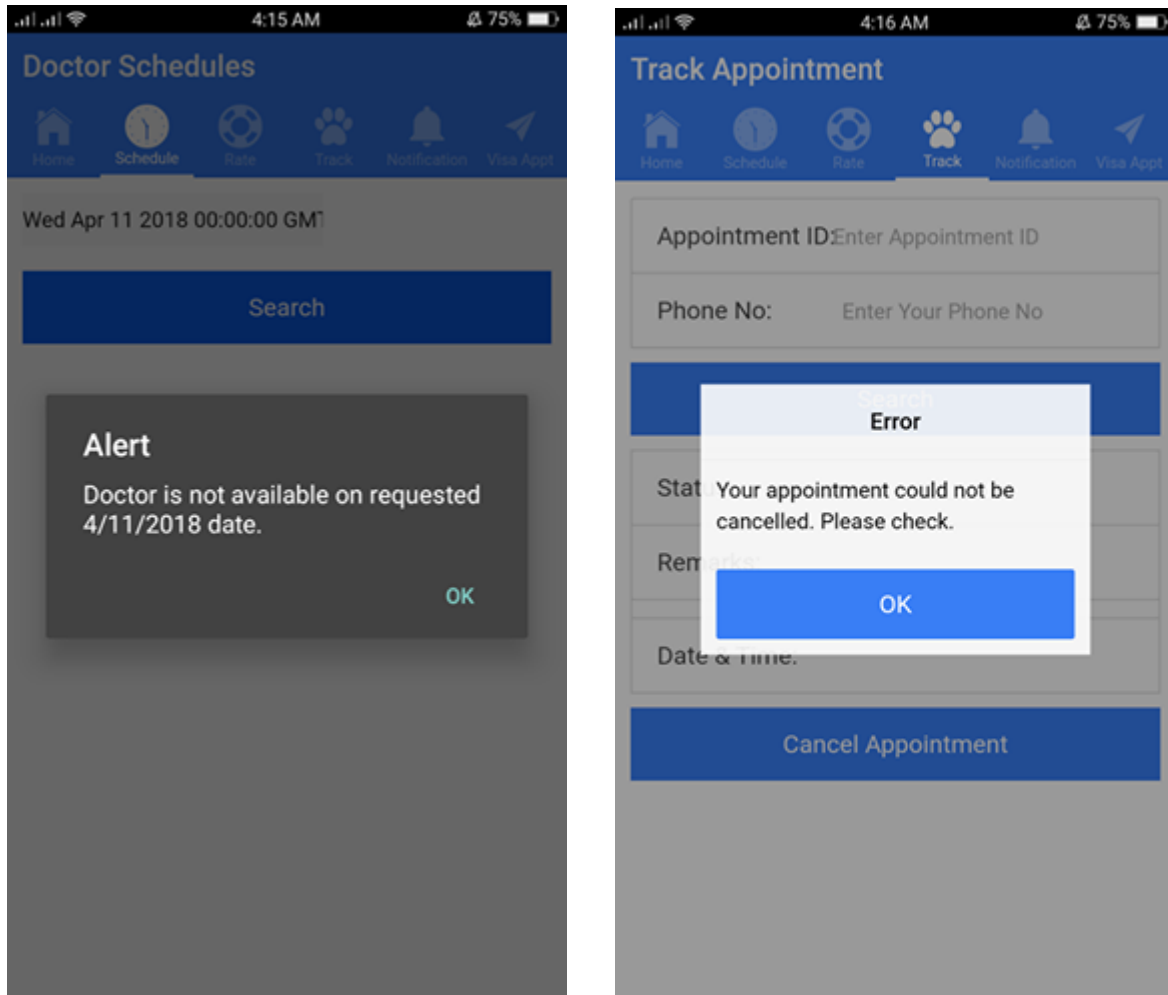 4:15 AM
75%
Doctor Schedules
Home
Schedule
Rate
Track
Notification
Visa Appt
Wed Apr 11 2018 00:00:00 GMT
Search
Alert
Doctor is not available on requested
4/11/2018 date.
OK
4:16 AM
75%
Track Appointment
Home
Schedule
Rate
Track
Notification
Visa Appt
Appointment ID: Enter Appointment ID
Phone No: Enter Your Phone No
Search
Error
Your appointment could not be
cancelled. Please check.
OK
Remarks:
Date & Time:
Cancel Appointment